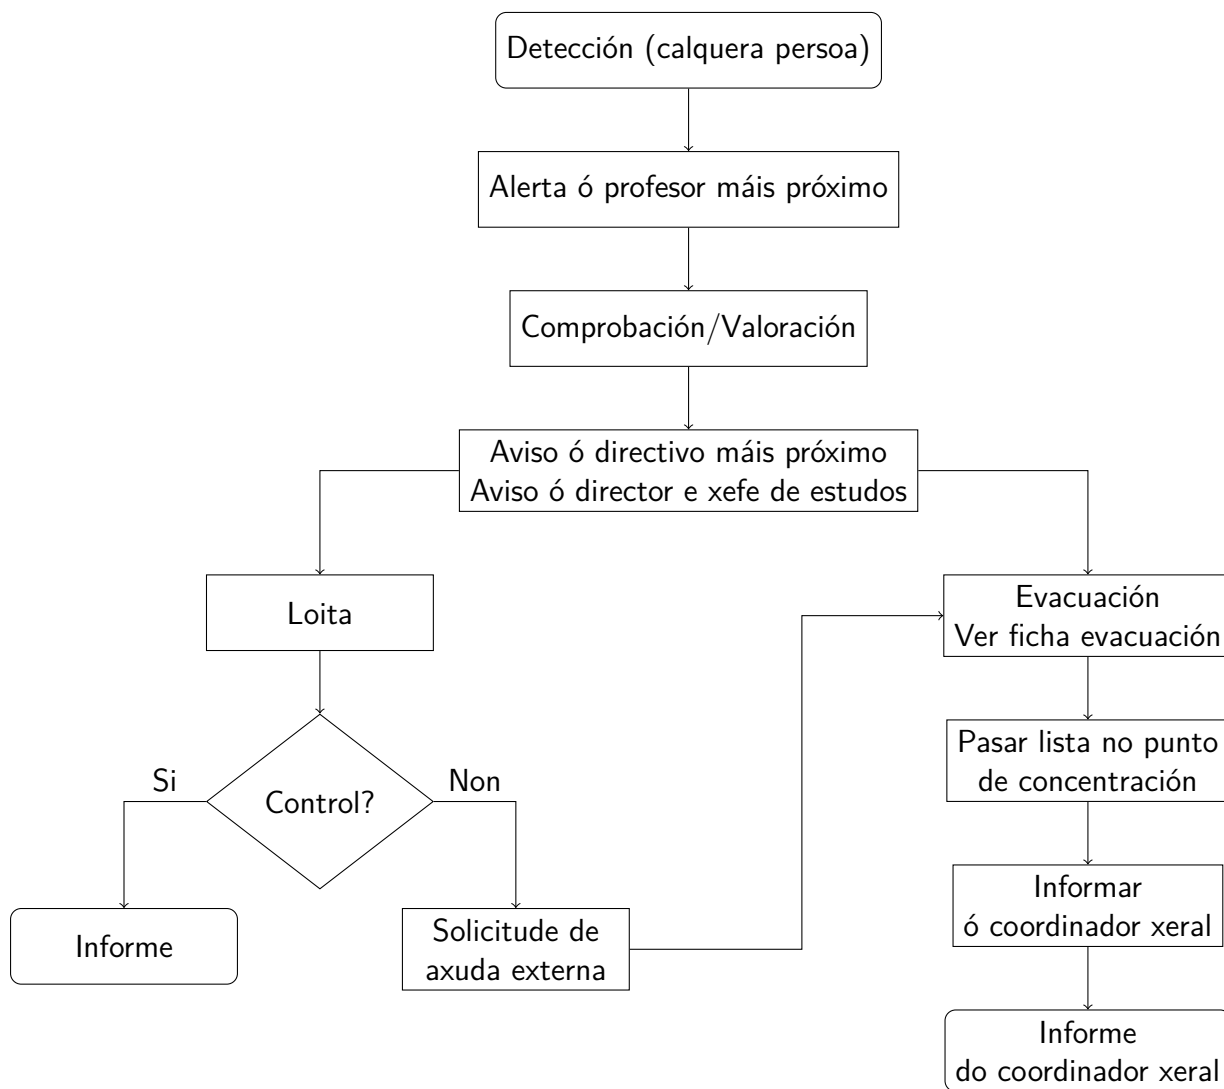 Detección (calquera persoa)
Alerta ó profesor máis próximo
Comprobación/Valoración
Aviso ó directivo máis próximo
Aviso ó director e xefe de estudos
Loita
Evacuación
Ver ficha evacuación
Pasar lista no punto
de concentración
Si
Non
Control?
Informar
ó coordinador xeral
Informe
Solicitude de
axuda externa
Informe
do coordinador xeral